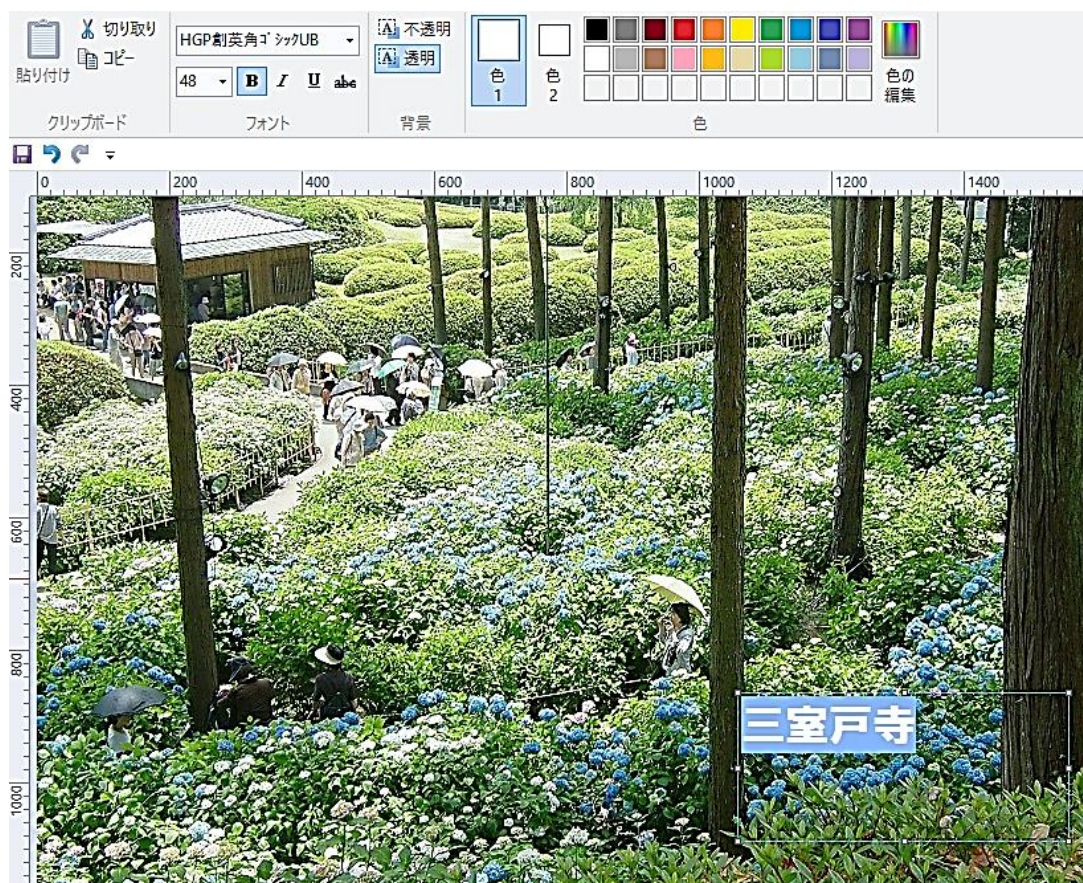 切り取り
コピー
貼り付け
クリップボード
HGP創英角ｺﾞｼｯｸUB
48
B I U abc
フォント
A 不透明
A 透明
背景
色
1
色
2
色の
編集
色
0 200 400 600 800 1000 1200 1400
200
400
600
800
1000
三室戸寺